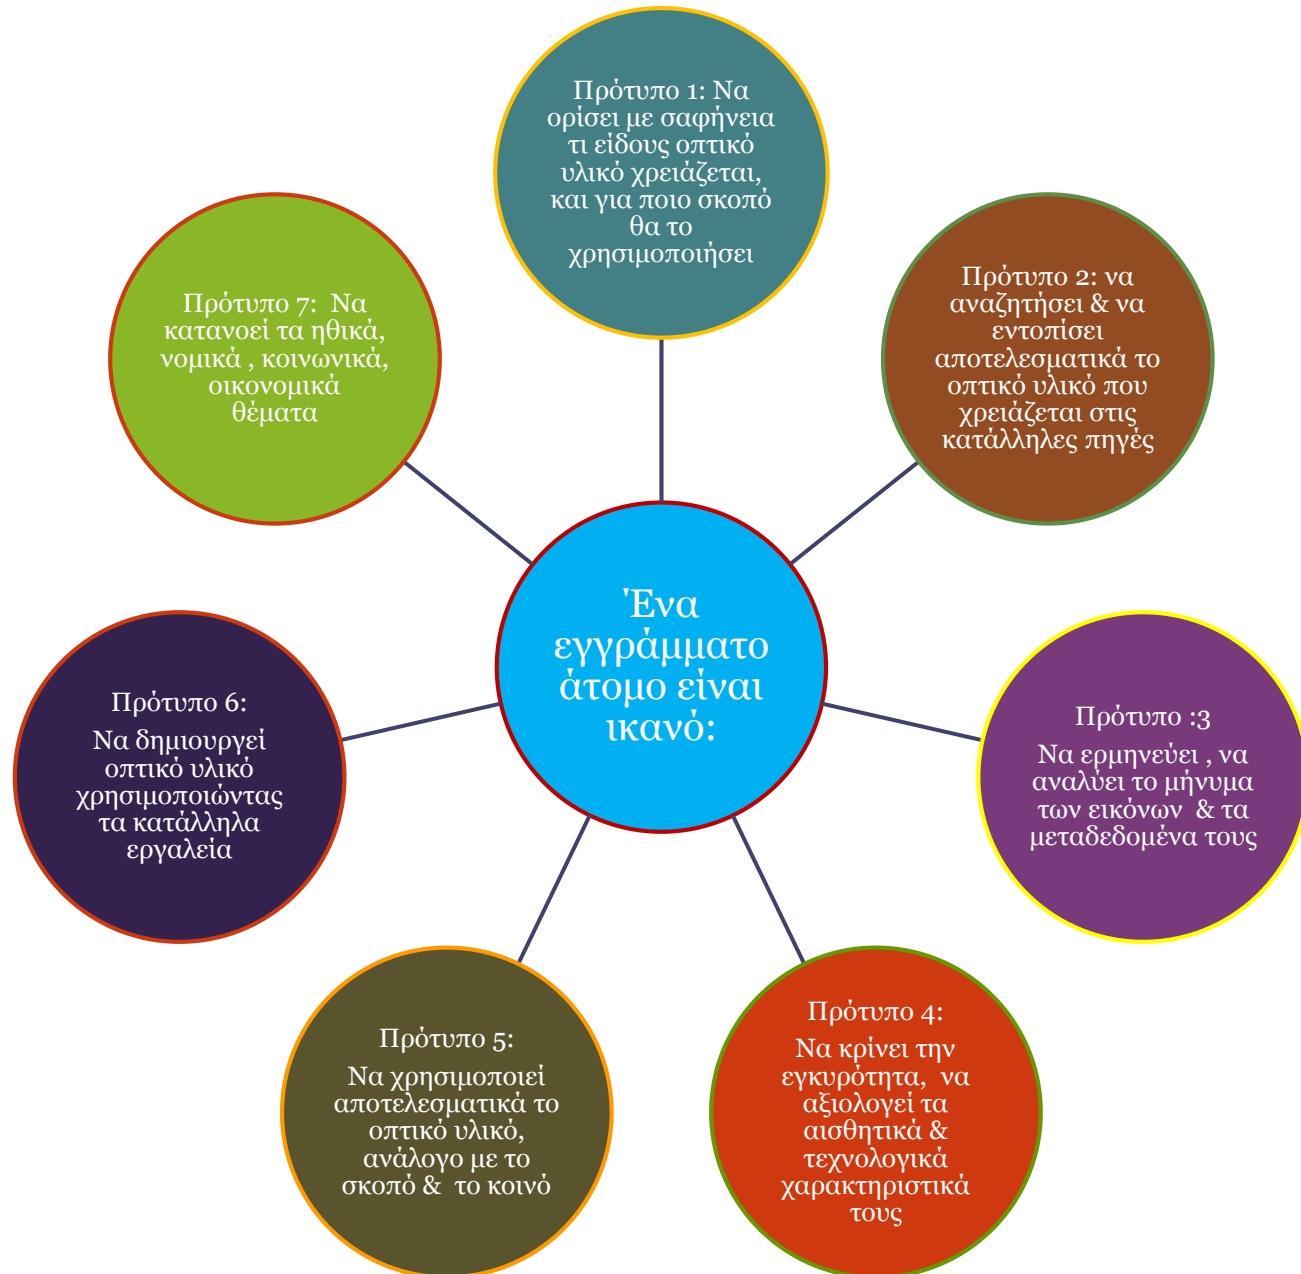 Πρότυπο 1: Να
ορίσει με σαφήνεια
τι είδους οπτικό
υλικό χρειάζεται,
και για ποιο σκοπό
θα το
χρησιμοποιήσει
Πρότυπο 2: να
αναζητήσει & να
εντοπίσει
αποτελεσματικά το
οπτικό υλικό που
χρειάζεται στις
κατάλληλες πηγές
Πρότυπο :3
Να ερμηνεύει , να
αναλύει το μήνυμα
των εικόνων & τα
μεταδεδομένα τους
Πρότυπο 4:
Να κρίνει την
εγκυρότητα, να
αξιολογεί τα
αισθητικά &
τεχνολογικά
χαρακτηριστικά
τους
Πρότυπο 5:
Να χρησιμοποιεί
αποτελεσματικά το
οπτικό υλικό,
ανάλογο με το
σκοπό & το κοινό
Πρότυπο 6:
Να δημιουργεί
οπτικό υλικό
χρησιμοποιώντας
τα κατάλληλα
εργαλεία
Πρότυπο 7: Να
κατανοεί τα ηθικά,
νομικά , κοινωνικά,
οικονομικά
θέματα
Ένα
εγγράμματο
άτομο είναι
ικανό: